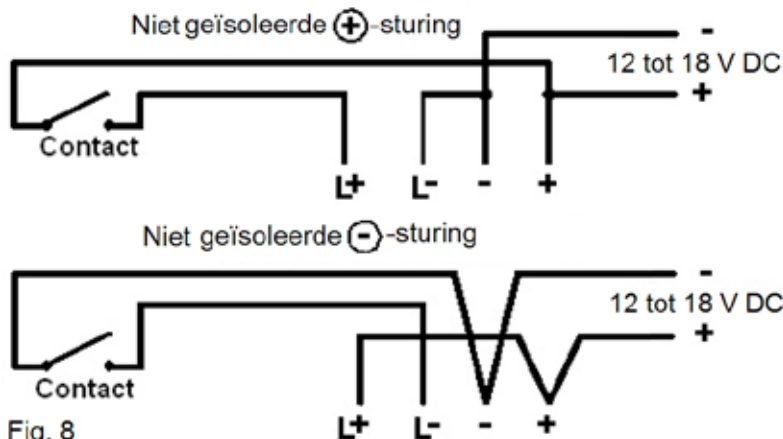 Niet geïsoleerde (+)-sturing
-
12 tot 18 V DC
+
Contact
L+ L- - +
Niet geïsoleerde (-)-sturing
-
12 tot 18 V DC
+
Contact
Fig. 8
L+ L- - +